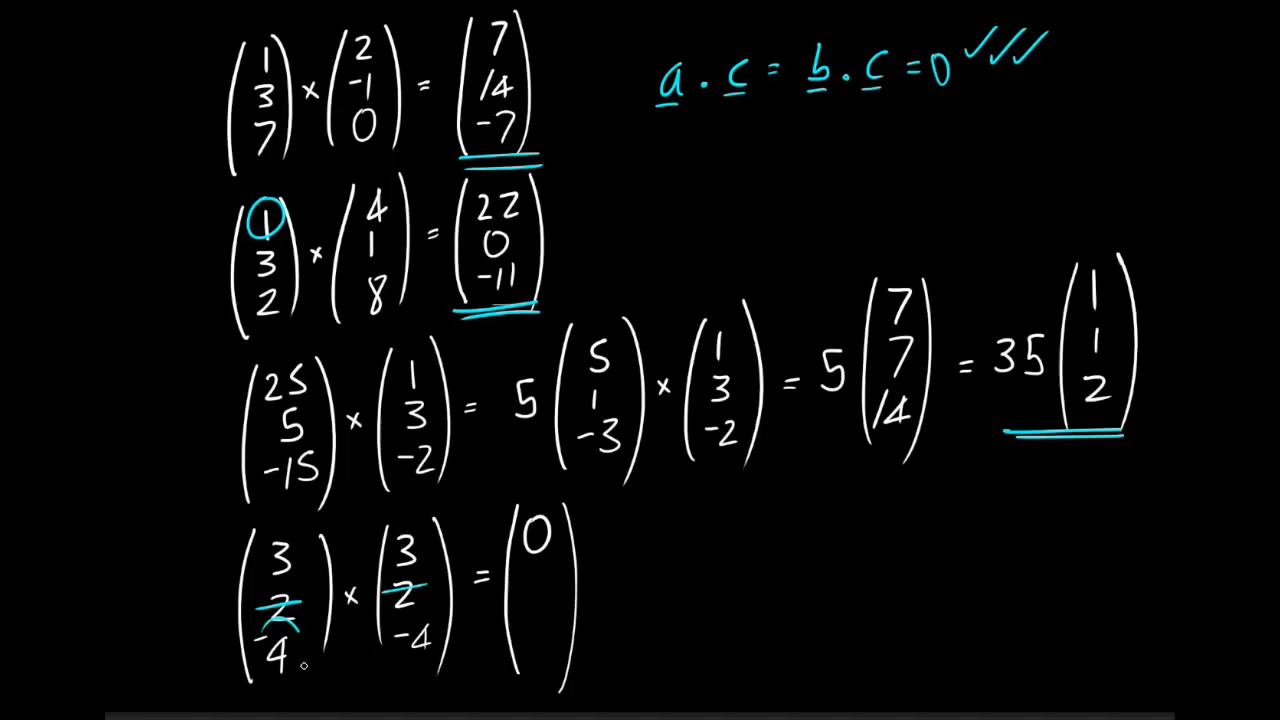 (1 3 7) × (2 -1 0) = (7 14 -7)
a · c = b · c = 0 ✓✓✓
(1 3 2) × (4 1 8) = (22 0 -11)
(25 5 -15) × (1 3 -2) = 5 (5 1 -3) × (1 3 -2) = 5 (7 7 14) = 35 (1 1 2)
(3 2 -4) × (3 2 -4) = (0 )